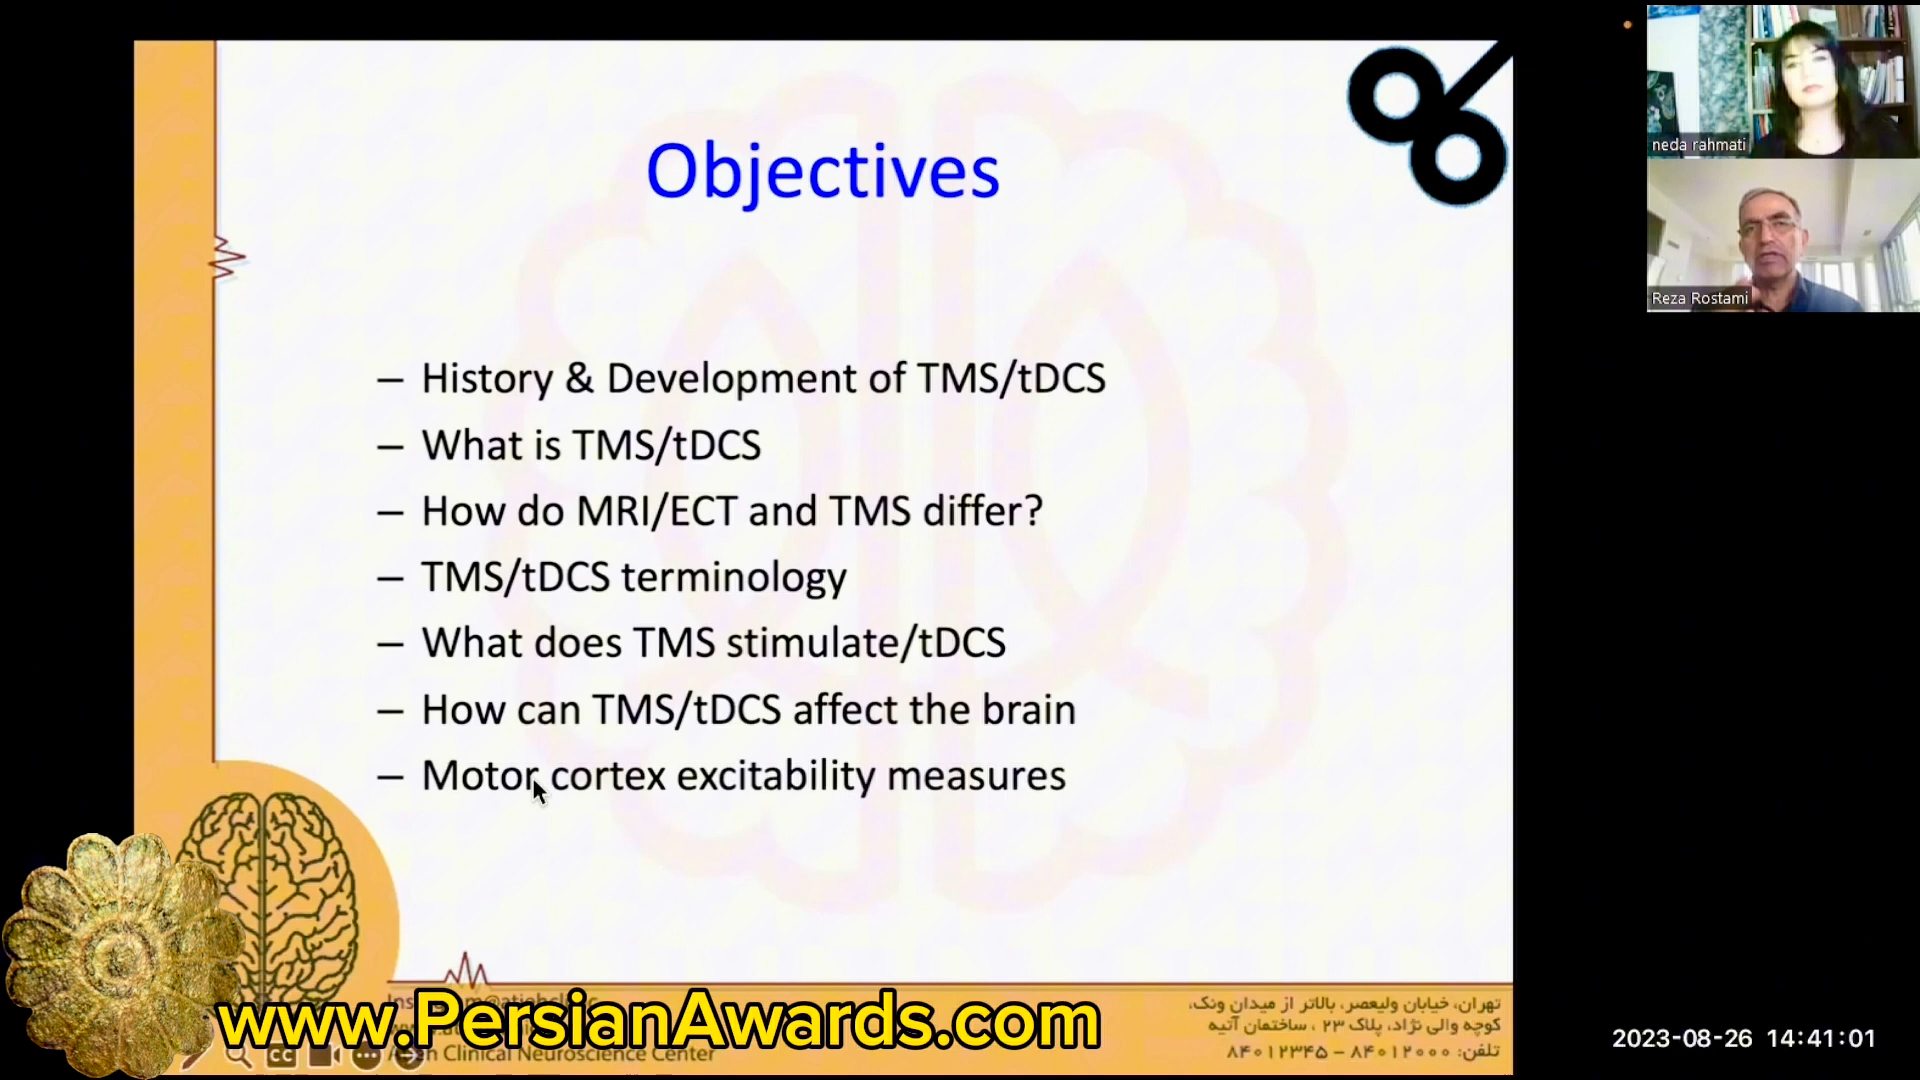 Objectives
– History & Development of TMS/tDCS
– What is TMS/tDCS
– How do MRI/ECT and TMS differ?
– TMS/tDCS terminology
– What does TMS stimulate/tDCS
– How can TMS/tDCS affect the brain
– Motor cortex excitability measures
neda rahmati
Reza Rostami
www.PersianAwards.com
CC
Clinical Neuroscience Center
تهران، خیابان ولیعصر، بالاتر از میدان ونک،
کوچه والی نژاد، پلاک ۲۳ ، ساختمان آتیه
تلفن: ۸۴۰۱۲۰۰۰ – ۸۴۰۱۲۳۴۵
2023-08-26 14:41:01